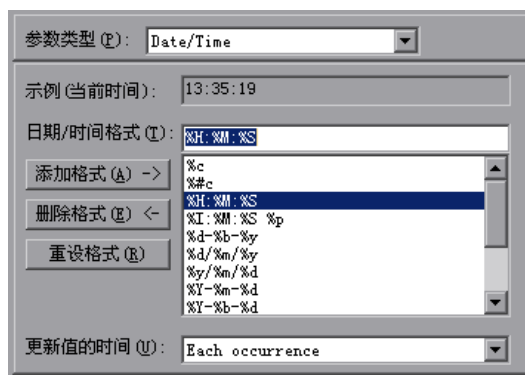 参数类型(P): Date/Time
示例(当前时间): 13:35:19
日期/时间格式(T): %H:%M:%S
添加格式(A) ->
删除格式(E) <-
重设格式(R)
%c
%#c
%H:%M:%S
%I:%M:%S %p
%d-%b-%y
%d/%m/%y
%y/%m/%d
%Y-%m-%d
%Y-%b-%d
更新值的时间(U): Each occurrence